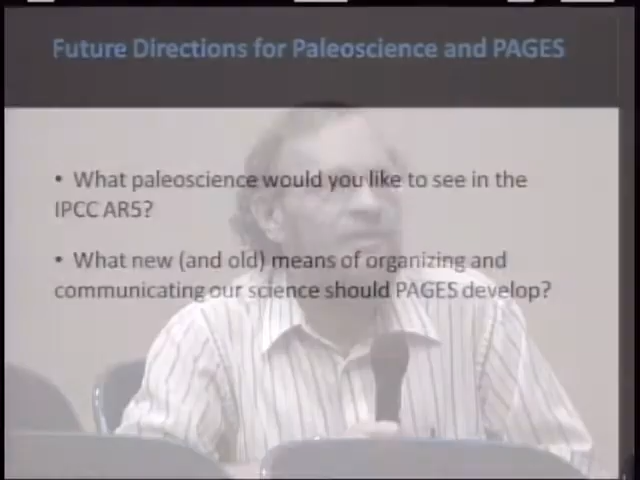 Future Directions for Paleoscience and PAGES
• What paleoscience would you like to see in the
IPCC AR5?
• What new (and old) means of organizing and
communicating our science should PAGES develop?